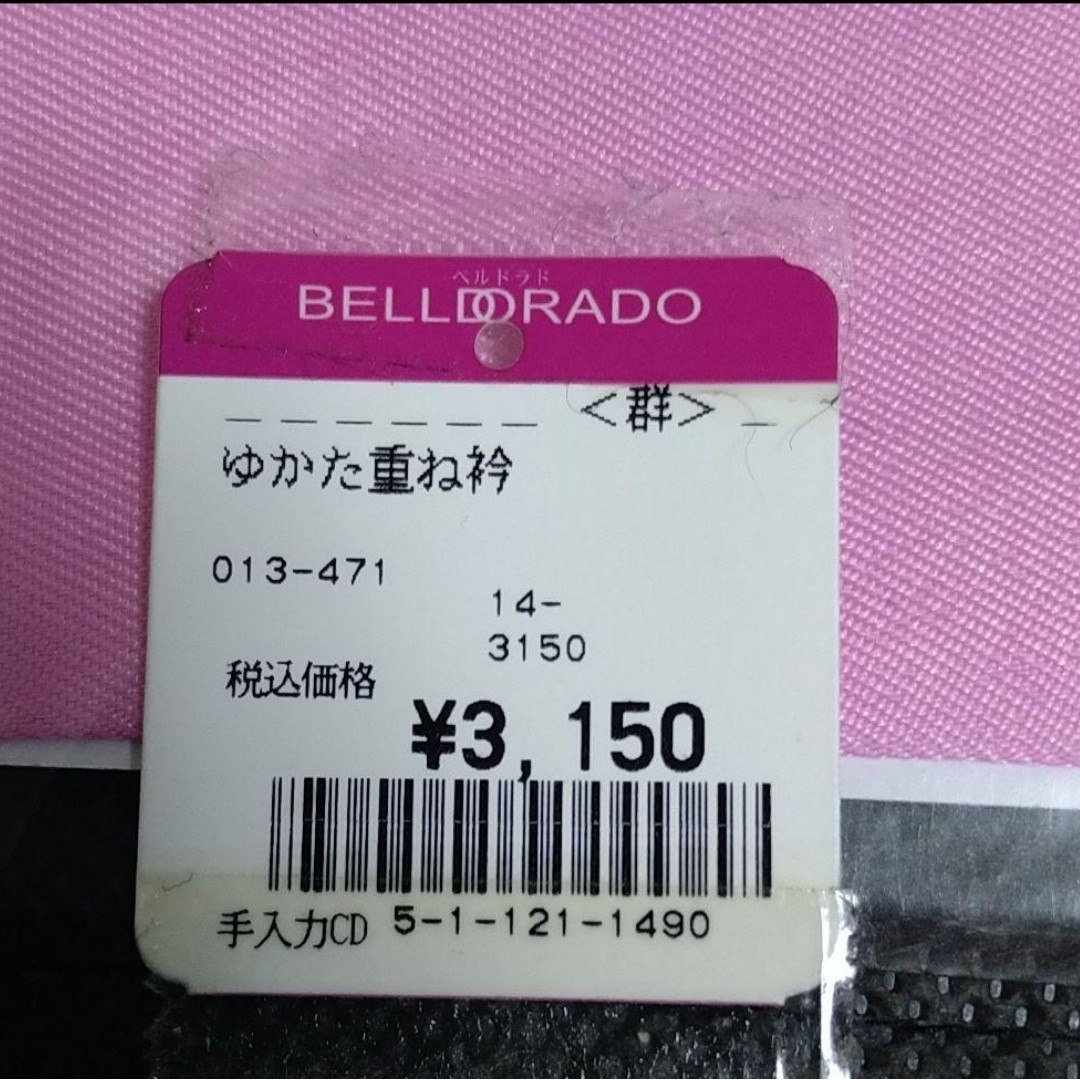 ベルドラド
BELLDORADO
_ _ _ _ _ _ <群> _
ゆかた重ね衿
013-471
14-
3150
税込価格
¥3,150
手入力CD 5-1-121-1490